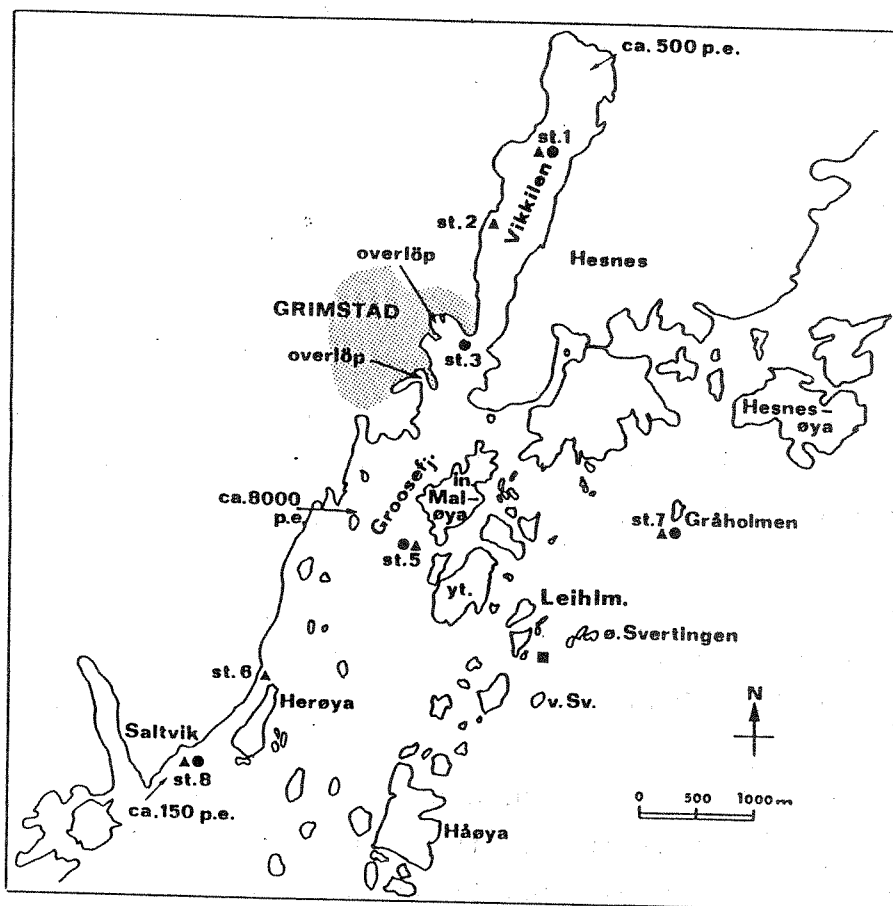 ca. 500 p.e.
st.1
Vikkilen
st.2
overlöp
Hesnes
GRIMSTAD
st.3
overlöp
Hesnes-
øya
Groosefj.
in
Mal-
øya
ca.8000
p.e.
st.7
Gråholmen
st.5
yt.
Leihlm.
ø.Svertingen
st. 6
Herøya
v. Sv.
N
Saltvik
st.8
ca.150 p.e.
0 500 1000 m
Håøya